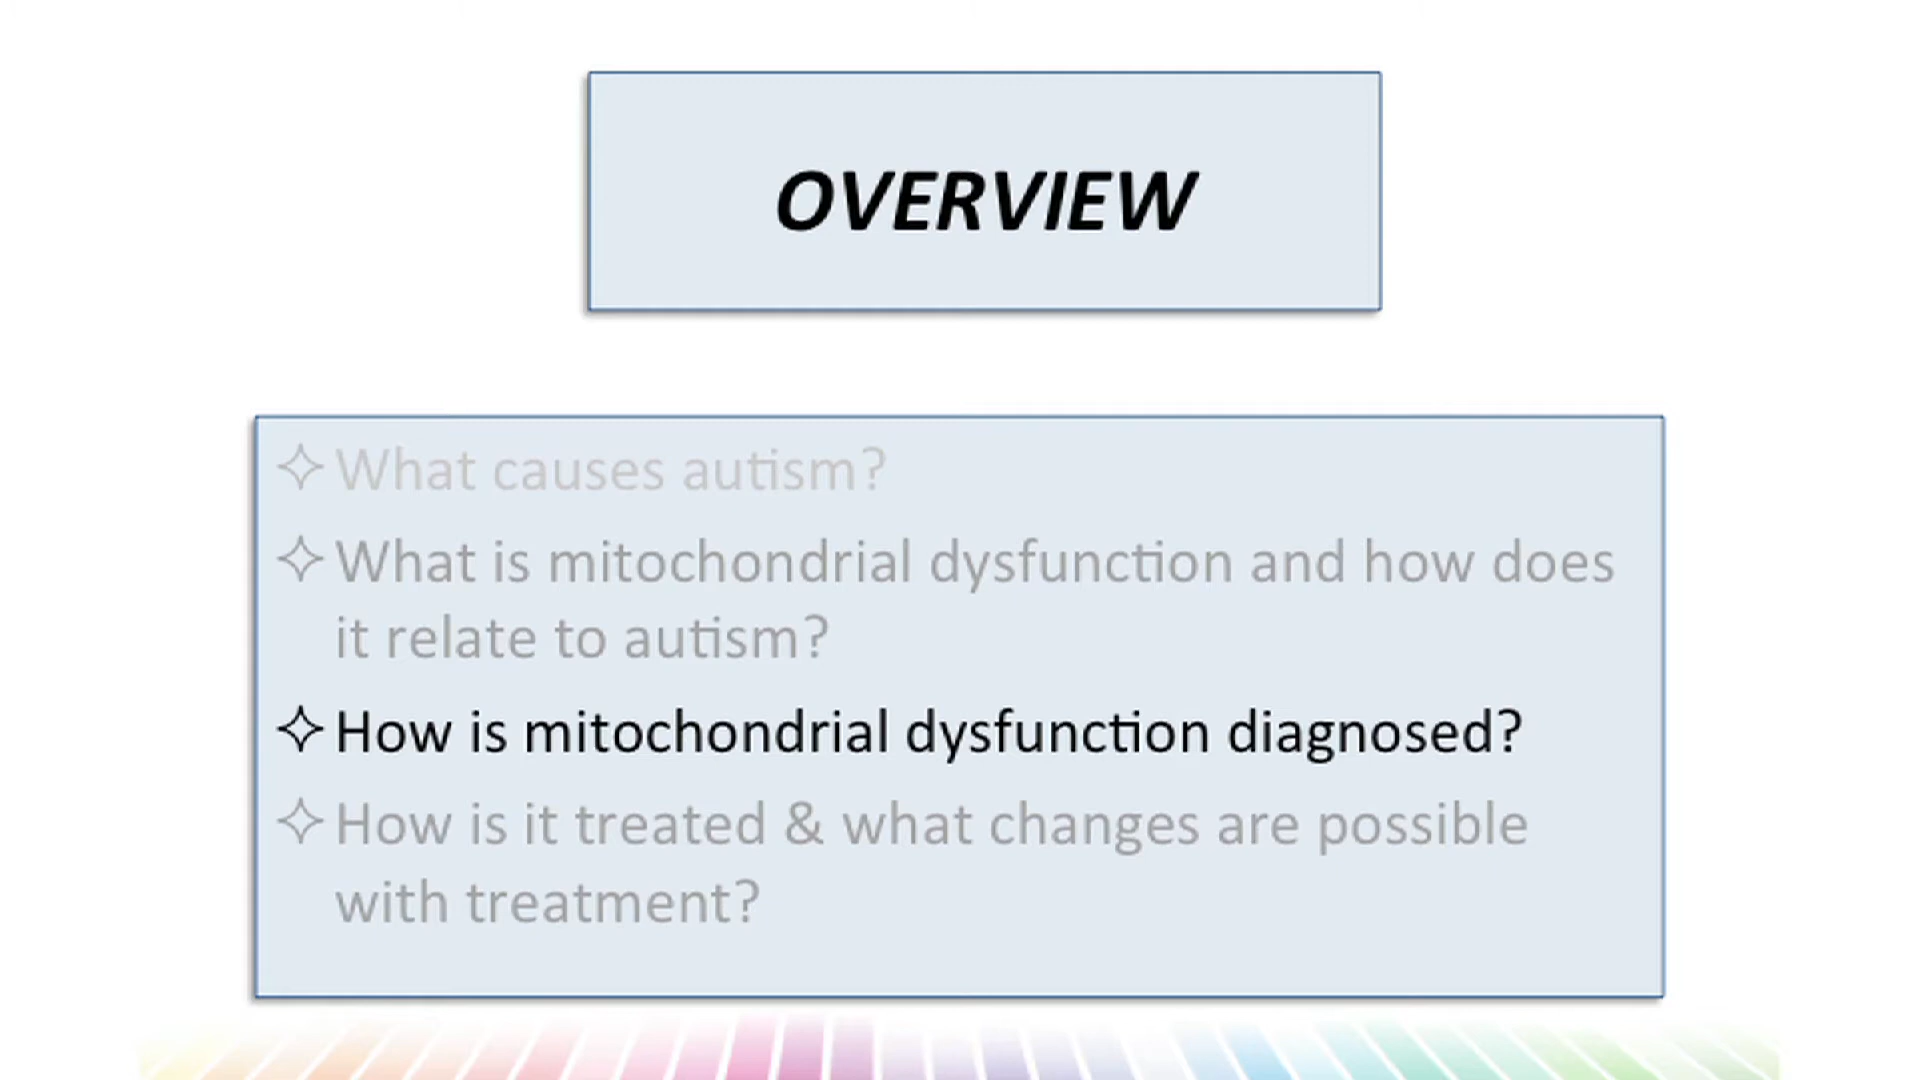 OVERVIEW
✧ What causes autism?
✧ What is mitochondrial dysfunction and how does
it relate to autism?
✧ How is mitochondrial dysfunction diagnosed?
✧ How is it treated & what changes are possible
with treatment?